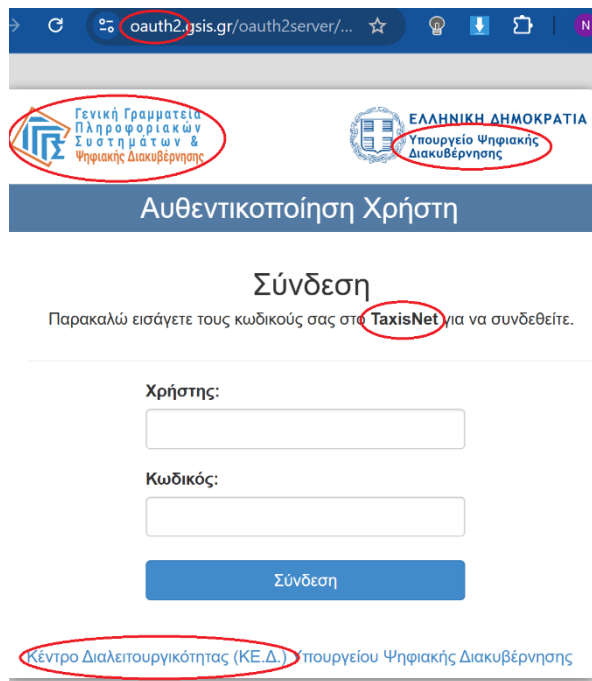 oauth2.gsis.gr/oauth2server/...
N
Γενική Γραμματεία
Πληροφοριακών
Συστημάτων &
Ψηφιακής Διακυβέρνησης
ΓΓΠΣ
ΕΛΛΗΝΙΚΗ ΔΗΜΟΚΡΑΤΙΑ
Υπουργείο Ψηφιακής
Διακυβέρνησης
Αυθεντικοποίηση Χρήστη
Σύνδεση
Παρακαλώ εισάγετε τους κωδικούς σας στο TaxisNet για να συνδεθείτε.
Χρήστης:
Κωδικός:
Σύνδεση
Κέντρο Διαλειτουργικότητας (ΚΕ.Δ.) Υπουργείου Ψηφιακής Διακυβέρνησης